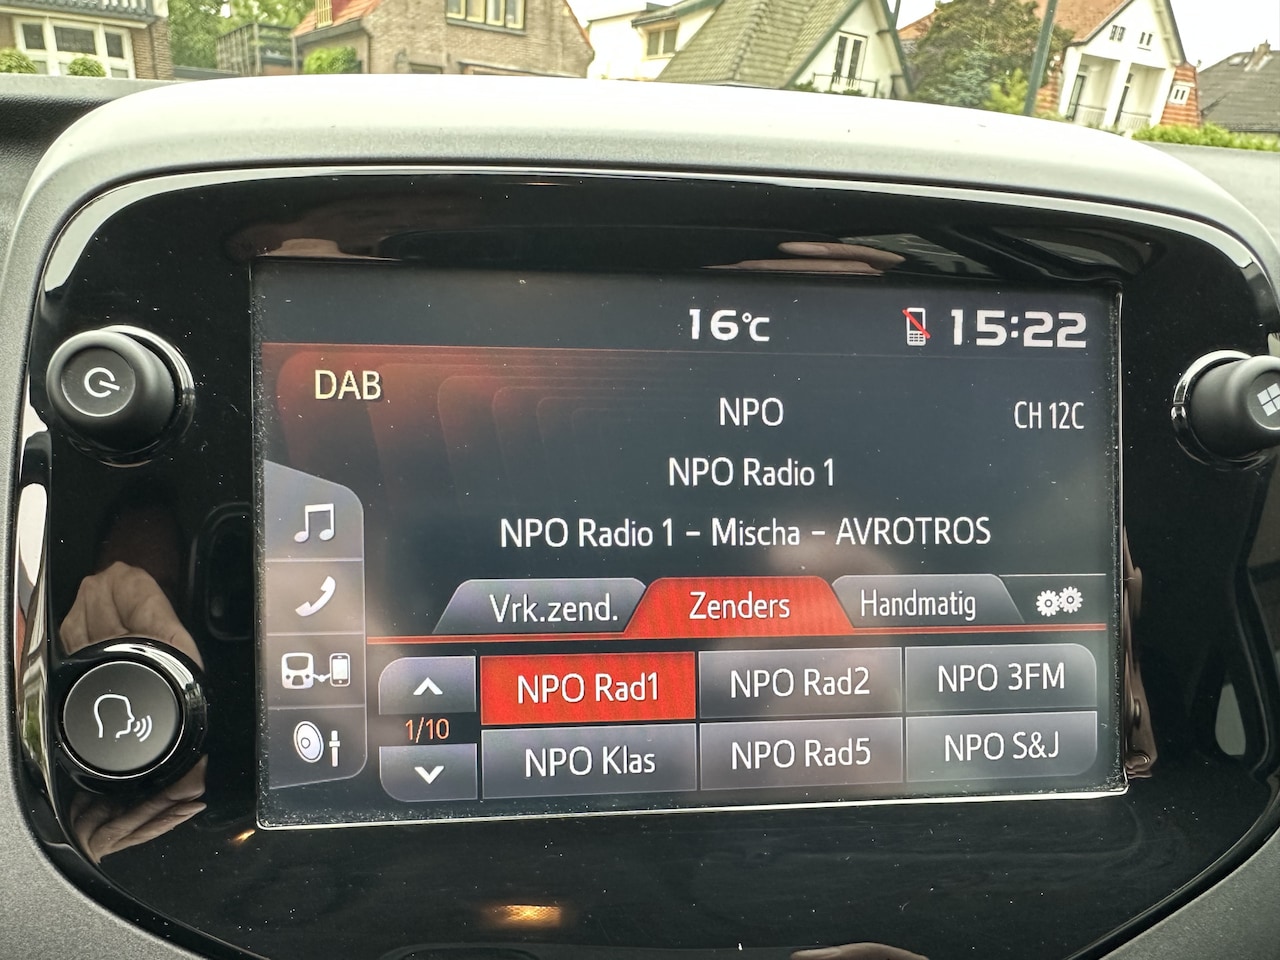 16°C 15:22
DAB
NPO CH 12C
NPO Radio 1
NPO Radio 1 - Mischa - AVROTROS
Vrk.zend. Zenders Handmatig
NPO Rad1 NPO Rad2 NPO 3FM
1/10
NPO Klas NPO Rad5 NPO S&J